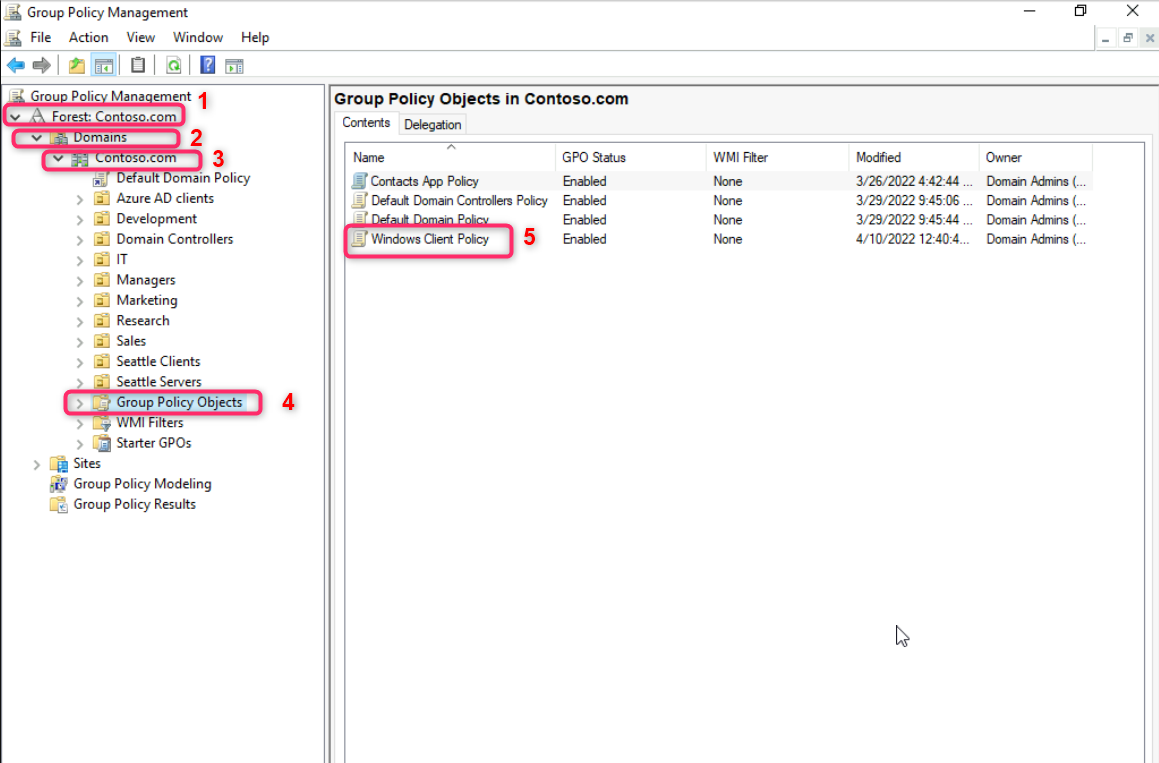 Group Policy Management
File Action View Window Help
Group Policy Management 1
Forest: Contoso.com
Domains 2
Contoso.com 3
Default Domain Policy
Azure AD clients
Development
Domain Controllers
IT
Managers
Marketing
Research
Sales
Seattle Clients
Seattle Servers
Group Policy Objects 4
WMI Filters
Starter GPOs
Sites
Group Policy Modeling
Group Policy Results
Group Policy Objects in Contoso.com
Contents Delegation
Name GPO Status WMI Filter Modified Owner
Contacts App Policy Enabled None 3/26/2022 4:42:44 ... Domain Admins (...
Default Domain Controllers Policy Enabled None 3/29/2022 9:45:06 ... Domain Admins (...
Default Domain Policy Enabled None 3/29/2022 9:45:44 ... Domain Admins (...
Windows Client Policy 5 Enabled None 4/10/2022 12:40:4... Domain Admins (...